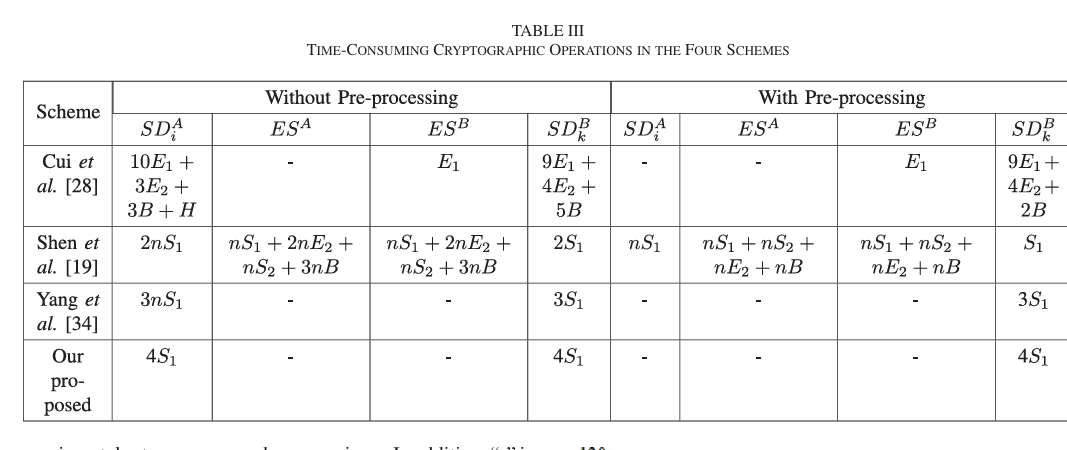 TABLE III
TIME-CONSUMING CRYPTOGRAPHIC OPERATIONS IN THE FOUR SCHEMES
Scheme
Without Pre-processing
With Pre-processing
SD_i^A ES^A ES^B SD_k^B SD_i^A ES^A ES^B SD_k^B
Cui et 10E_1 + - E_1 9E_1 + - - E_1 9E_1 +
al. [28] 3E_2 + 4E_2 + 4E_2 +
3B + H 5B 2B
Shen et 2nS_1 nS_1 + 2nE_2 + nS_1 + 2nE_2 + 2S_1 nS_1 nS_1 + nS_2 + nS_1 + nS_2 + S_1
al. [19] nS_2 + 3nB nS_2 + 3nB nE_2 + nB nE_2 + nB
Yang et 3nS_1 - - 3S_1 - - - 3S_1
al. [34]
Our 4S_1 - - 4S_1 - - - 4S_1
pro-
posed